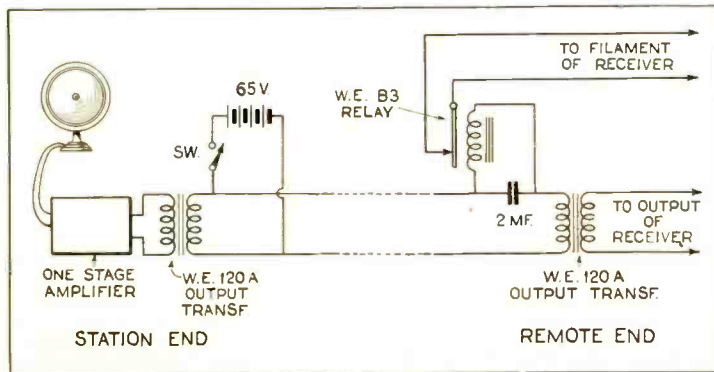 65 V.
SW.
W.E. B3
RELAY
TO FILAMENT
OF RECEIVER
2 MF.
TO OUTPUT
OF
RECEIVER
ONE STAGE
AMPLIFIER
W.E. 120 A
OUTPUT
TRANSF.
W.E. 120 A
OUTPUT TRANSF.
STATION END
REMOTE END